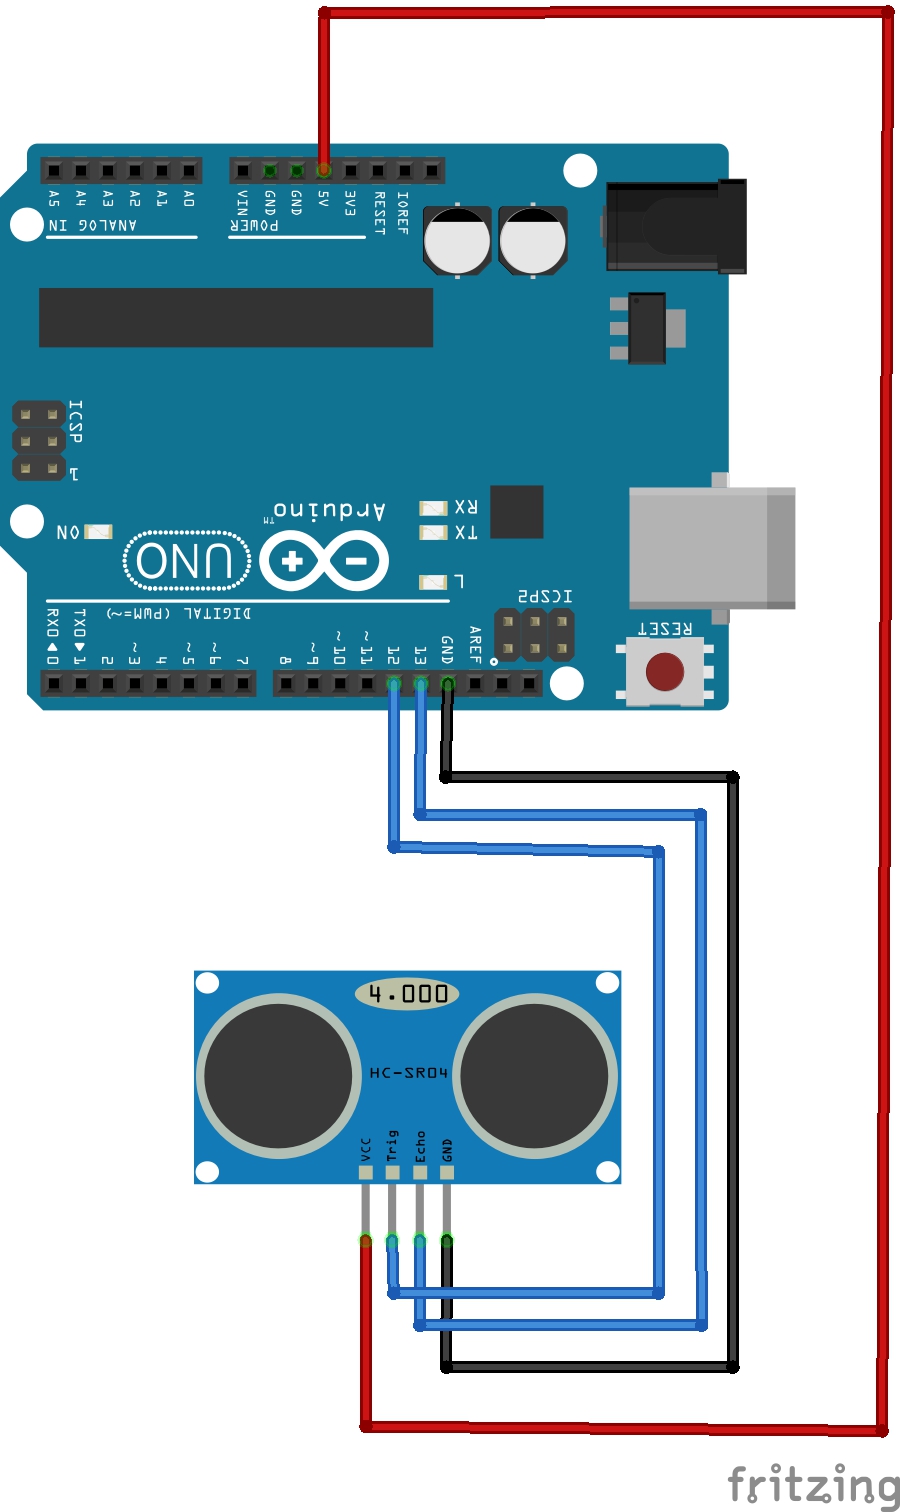 A5
A4
A3
A2
A1
A0
VIN
GND
GND
5V
3V3
RESET
IOREF
ANALOG IN
POWER
ICSP
1
Arduino
TM
RX
TX
ON
UNO
L
ICSP2
DIGITAL (PWM=~)
RESET
RX0◀0
TX0▶1
2
~3
4
~5
~6
7
8
~9
~10
~11
12
13
GND
AREF
4.000
HC-SR04
VCC
Trig
Echo
GND
fritzing